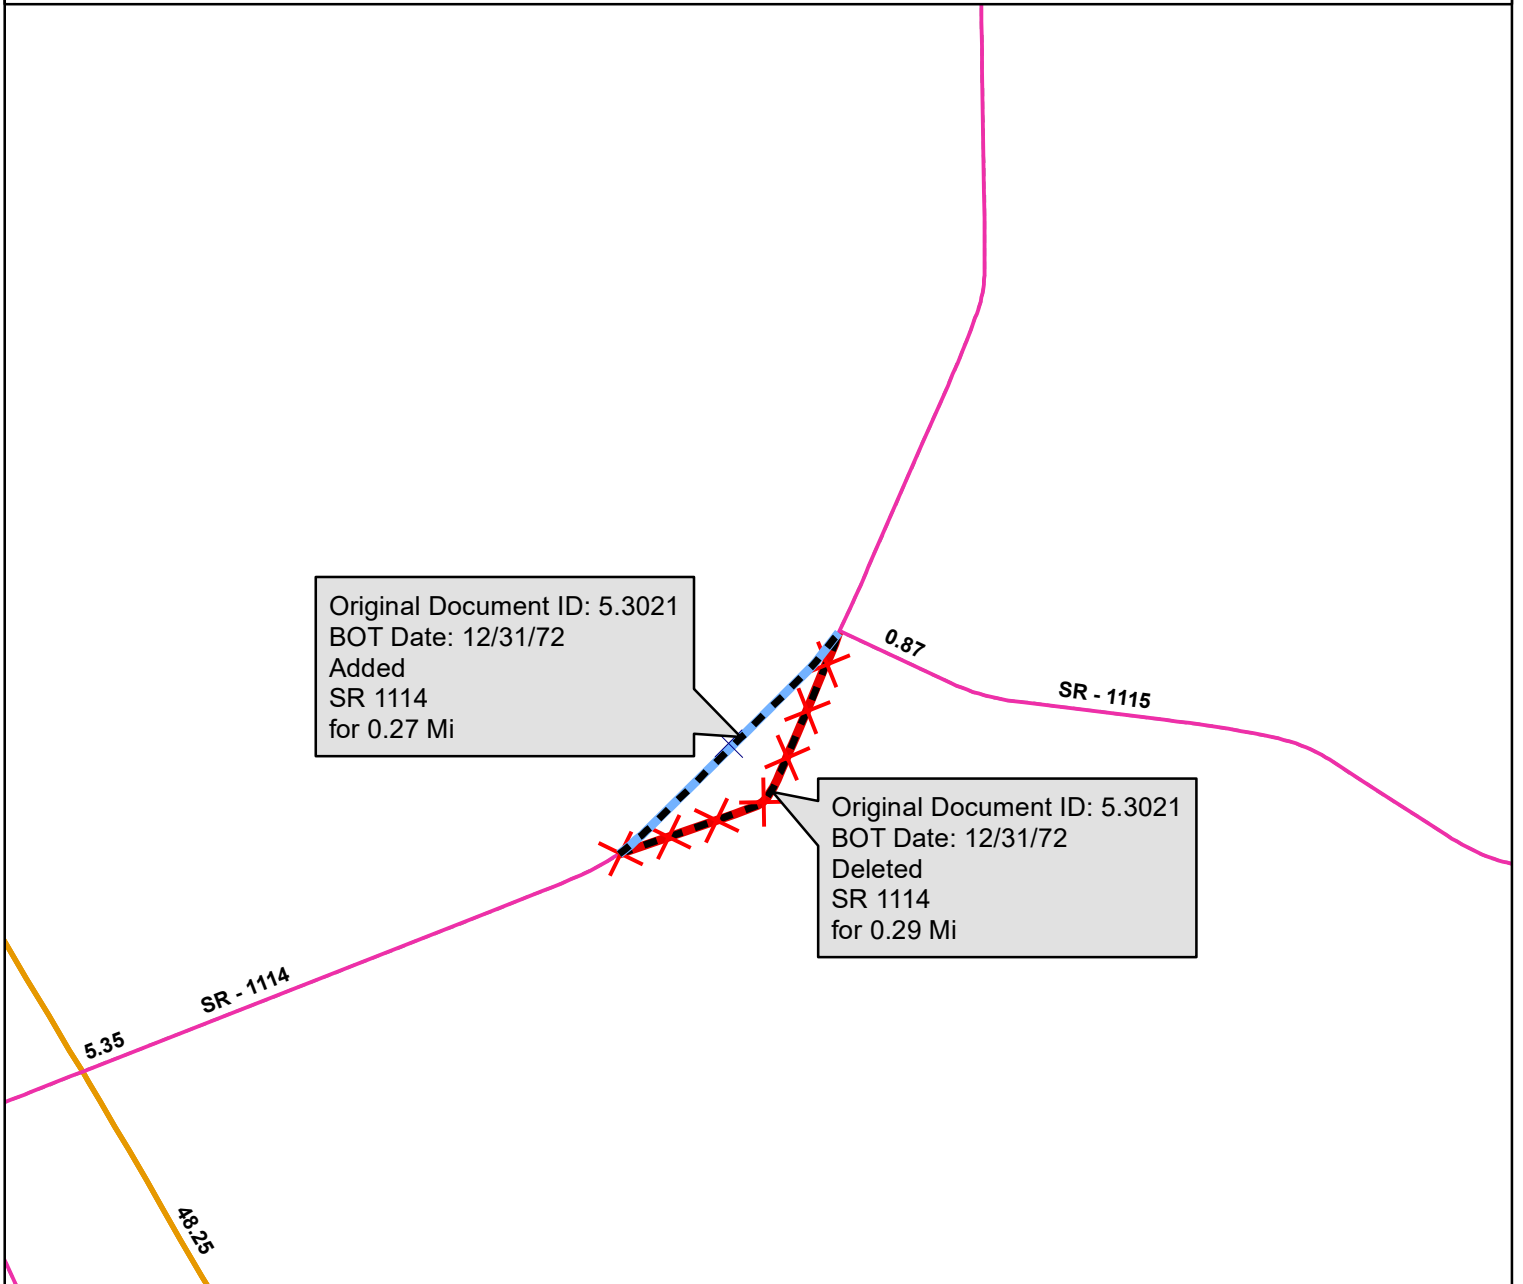 Original Document ID: 5.3021
BOT Date: 12/31/72
Added
SR 1114
for 0.27 Mi
0.87
SR - 1115
Original Document ID: 5.3021
BOT Date: 12/31/72
Deleted
SR 1114
for 0.29 Mi
SR - 1114
5.35
48.25